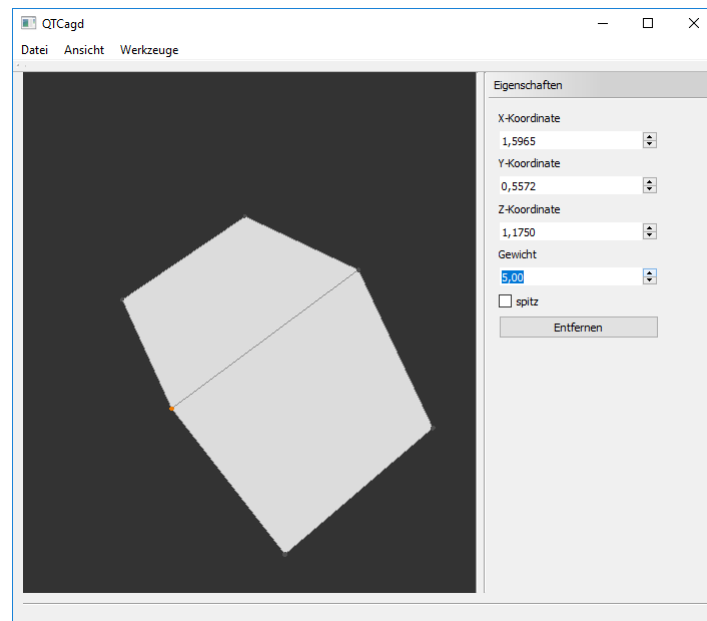 QTCagd
Datei Ansicht Werkzeuge
Eigenschaften
X-Koordinate
1,5965
Y-Koordinate
0,5572
Z-Koordinate
1,1750
Gewicht
5,00
spitz
Entfernen